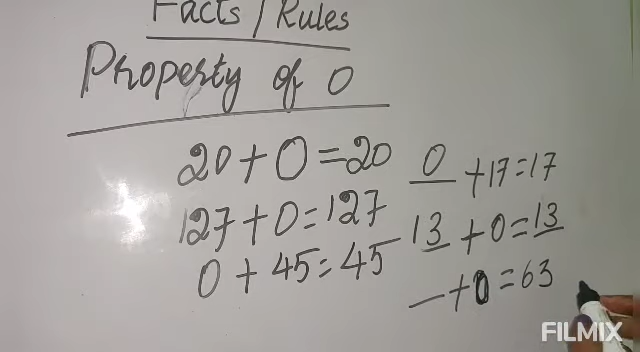 Facts / Rules
Property of 0
20 + 0 = 20
127 + 0 = 127
0 + 45 = 45
0 + 17 = 17
13 + 0 = 13
_ + 0 = 63
FILMIX